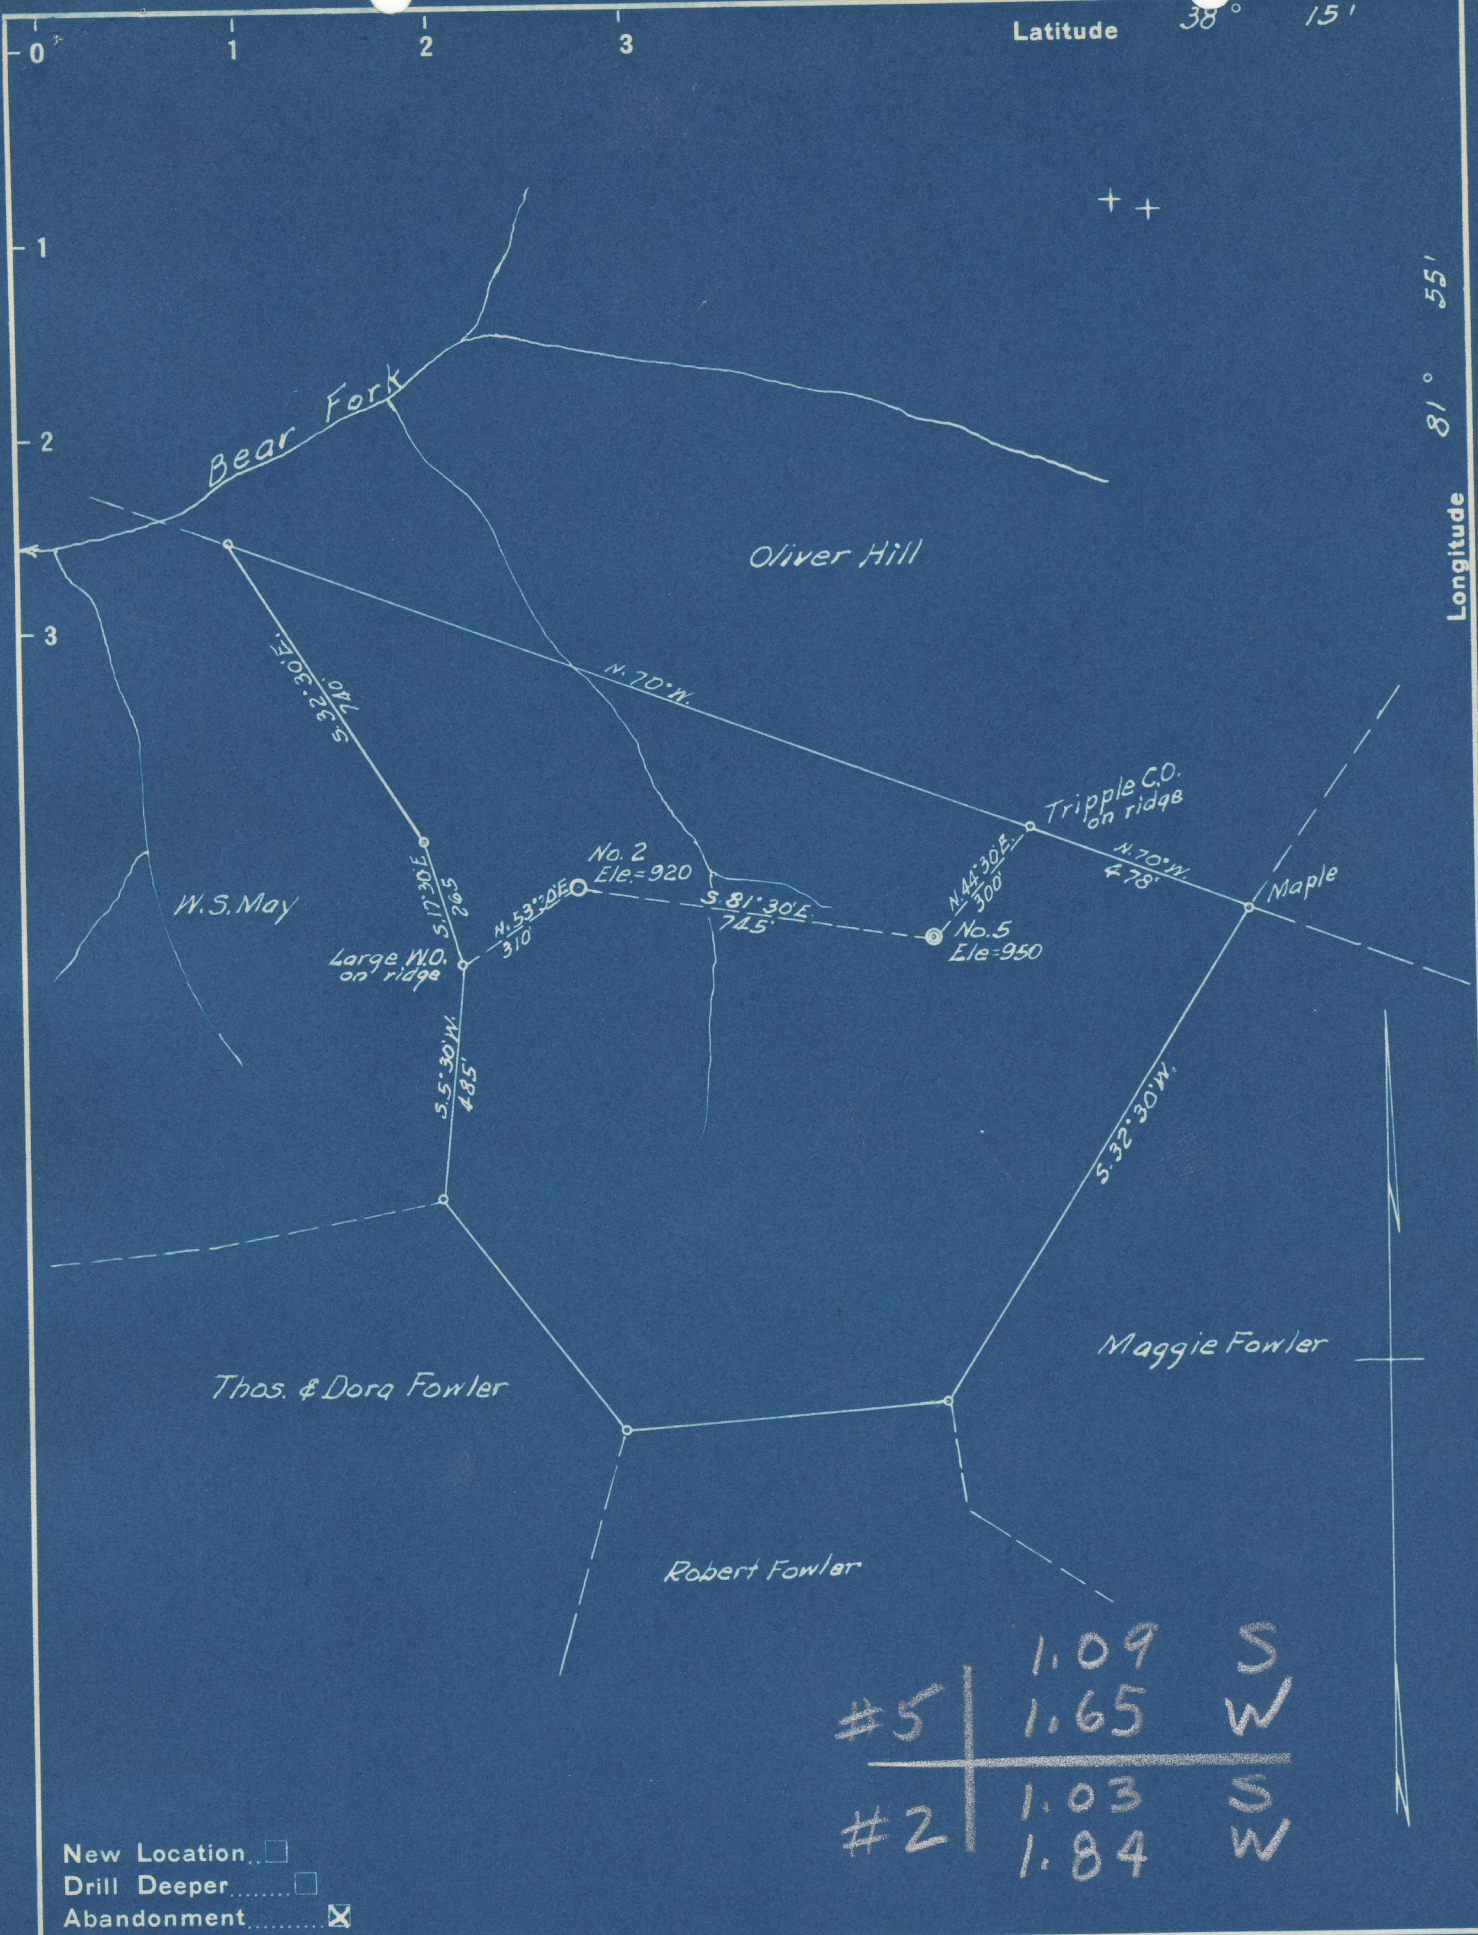 0 1 2 3
Latitude 38° 15'
1
2
3
Longitude 81° 55'
Bear Fork
Oliver Hill
S. 32° 30' E.
740'
N. 70° W.
Tripple C.O.
on ridge
N. 70° W.
478'
Maple
N. 44° 30' E.
300'
No. 2
Ele. = 920
S. 81° 30' E.
745'
No. 5
Ele = 950
W. S. May
S. 17° 30' E
265
N. 53° 30' E
310'
Large W.O.
on ridge
S. 5° 30' W.
485'
S. 32° 30' W.
Maggie Fowler
Thos. & Dora Fowler
Robert Fowler
#5 1.09 S
1.65 W
#2 1.03 S
1.84 W
New Location..☐
Drill Deeper.......☐
Abandonment..........☒